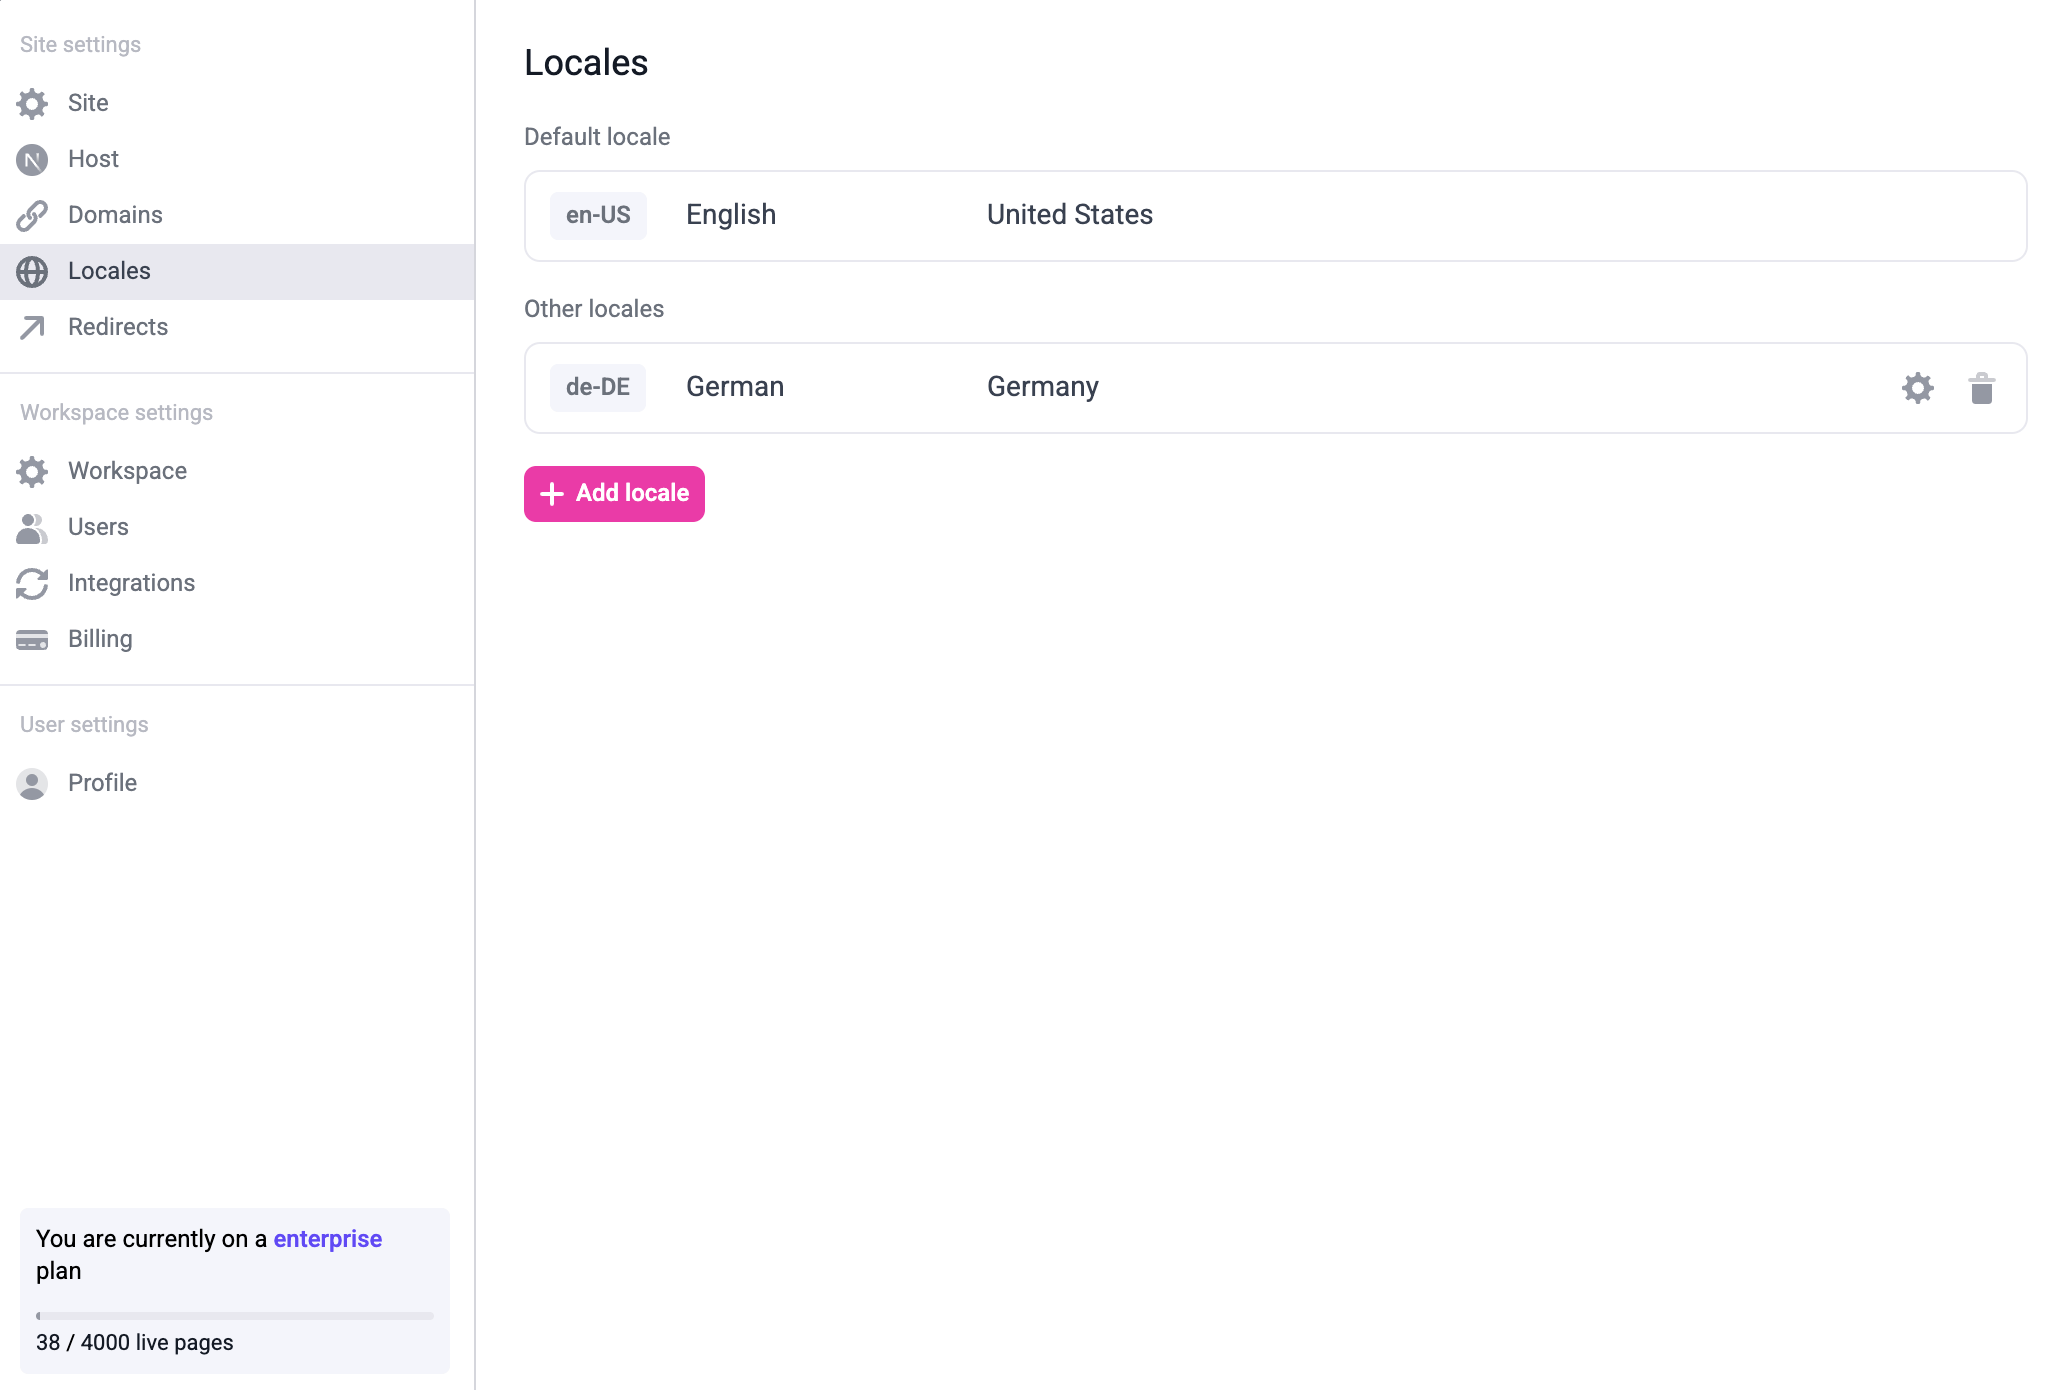 Site settings
Site
Host
Domains
Locales
Redirects
Workspace settings
Workspace
Users
Integrations
Billing
User settings
Profile
You are currently on a enterprise
plan
38 / 4000 live pages
Locales
Default locale
en-US English United States
Other locales
de-DE German Germany
Add locale